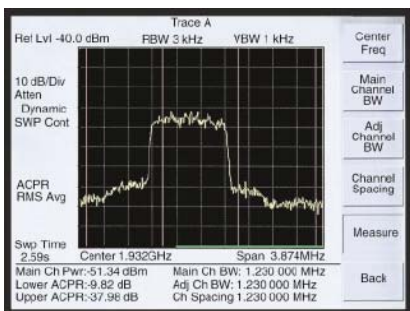 Trace A
Ref Lvl -40.0 dBm RBW 3 kHz VBW 1 kHz
10 dB/Div
Atten
Dynamic
SWP Cont
ACPR
RMS Avg
Swp Time
2.59s Center 1.932GHz Span 3.874MHz
Main Ch Pwr:-51.34 dBm Main Ch BW: 1.230 000 MHz
Lower ACPR:-9.82 dB Adj Ch BW: 1.230 000 MHz
Upper ACPR:-37.98 dB Ch Spacing 1.230 000 MHz
Center
Freq
Main
Channel
BW
Adj
Channel
BW
Channel
Spacing
Measure
Back